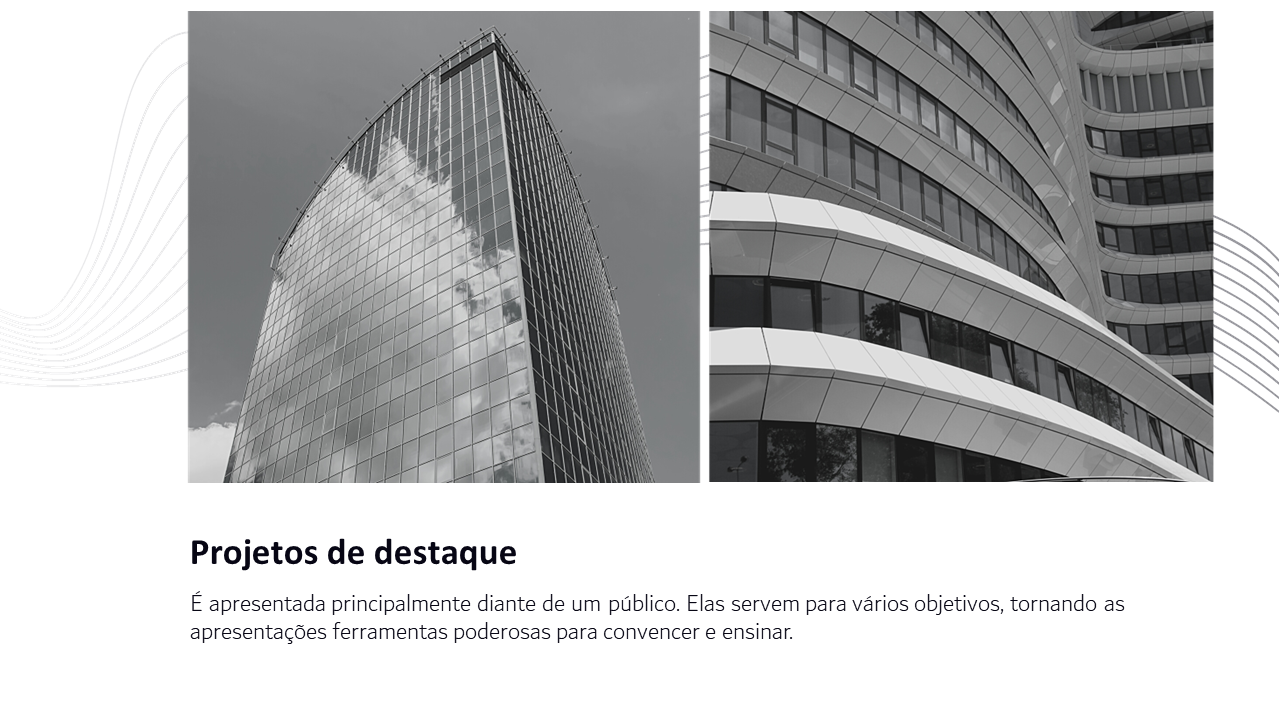 Projetos de destaque
É apresentada principalmente diante de um público. Elas servem para vários objetivos, tornando as
apresentações ferramentas poderosas para convencer e ensinar.